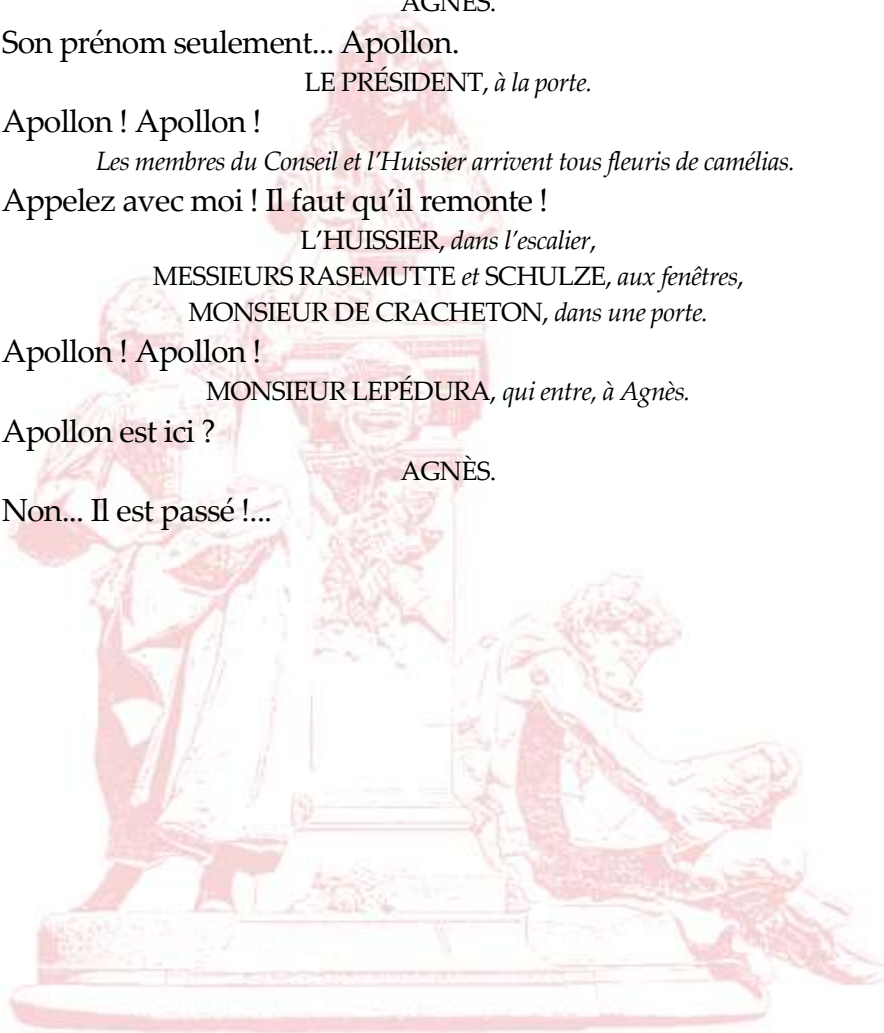 AGNÈS.
Son prénom seulement... Apollon.
LE PRÉSIDENT, à la porte.
Apollon ! Apollon !
Les membres du Conseil et l'Huissier arrivent tous fleuris de camélias.
Appelez avec moi ! Il faut qu’il remonte !
L’HUISSIER, dans l’escalier,
MESSIEURS RASEMUTTE et SCHULZE, aux fenêtres,
MONSIEUR DE CRACHETON, dans une porte.
Apollon ! Apollon !
MONSIEUR LEPÉDURA, qui entre, à Agnès.
Apollon est ici ?
AGNÈS.
Non... Il est passé !...